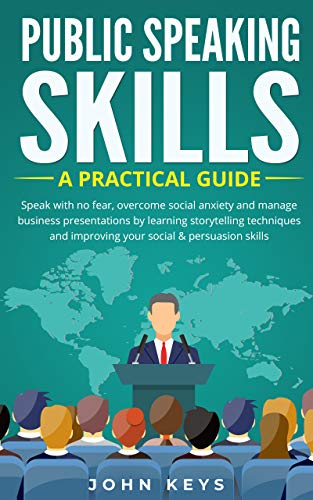 PUBLIC SPEAKING
SKILLS
A PRACTICAL GUIDE
Speak with no fear, overcome social anxiety and manage
business presentations by learning storytelling techniques
and improving your social & persuasion skills
JOHN KEYS